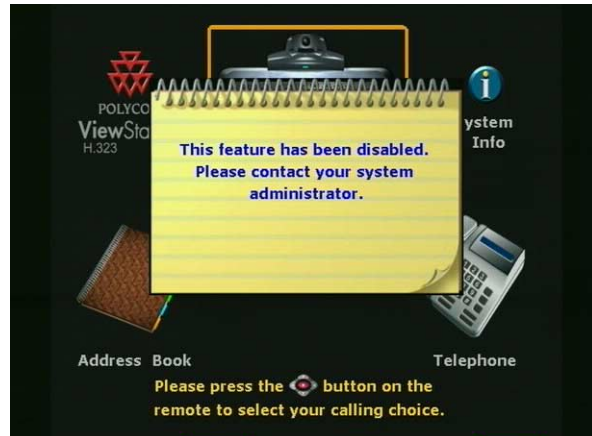 POLYCO
ViewSta
H.323
This feature has been disabled.
Please contact your system
administrator.
ystem
Info
Address Book
Telephone
Please press the button on the
remote to select your calling choice.